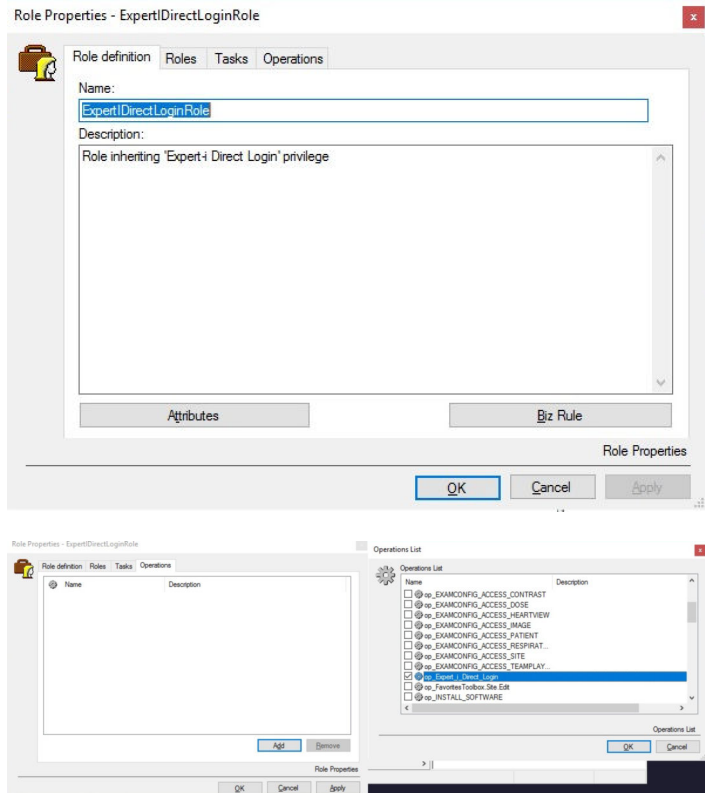 Role Properties - ExpertIDirectLoginRole
Role definition Roles Tasks Operations
Name:
ExpertIDirectLoginRole
Description:
Role inheriting 'Expert-i Direct Login' privilege
Attributes Biz Rule
Role Properties
OK Cancel Apply
Role Properties - ExpertIDirectLoginRole
Role definition Roles Tasks Operations
Name Description
Add Remove
Role Properties
OK Cancel Apply
Operations List
Operations List
Name Description
op_EXAMCONFIG_ACCESS_CONTRAST
op_EXAMCONFIG_ACCESS_DOSE
op_EXAMCONFIG_ACCESS_HEARTVIEW
op_EXAMCONFIG_ACCESS_IMAGE
op_EXAMCONFIG_ACCESS_PATIENT
op_EXAMCONFIG_ACCESS_RESPIRAT...
op_EXAMCONFIG_ACCESS_SITE
op_EXAMCONFIG_ACCESS_TEAMPLAY...
op_Expert_i_Direct_Login
op_FavoritesToolbox.Site.Edit
op_INSTALL_SOFTWARE
Operations List
OK Cancel